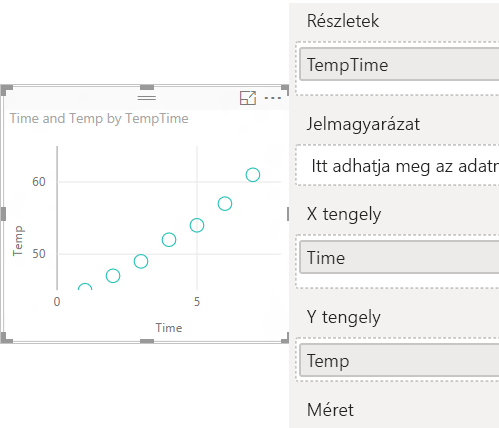 Time and Temp by TempTime
60
50
Temp
0
5
Time
Részletek
TempTime
Jelmagyarázat
Itt adhatja meg az
X tengely
Time
Y tengely
Temp
Méret